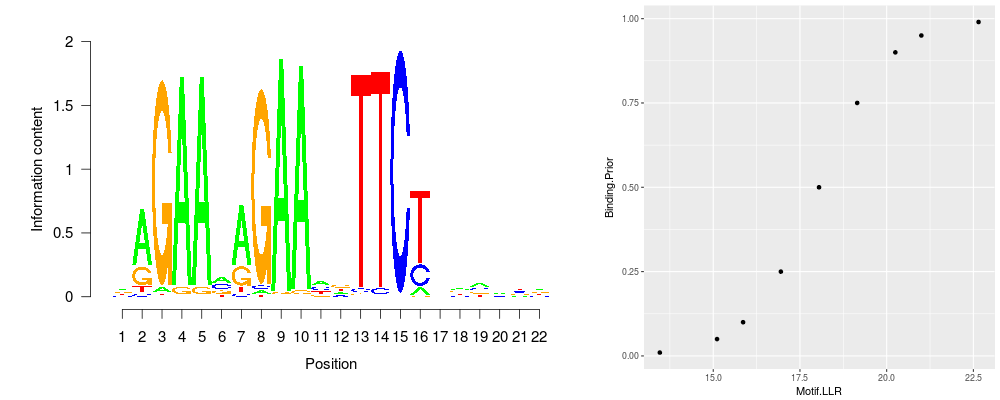 Information content
2
1.5
1
0.5
0
1 2 3 4 5 6 7 8 9 10 11 12 13 14 15 16 17 18 19 20 21 22
Position
A G G A A A G G A A T T C T C
Binding.Prior
1.00
0.75
0.50
0.25
0.00
15.0 17.5 20.0 22.5
Motif.LLR